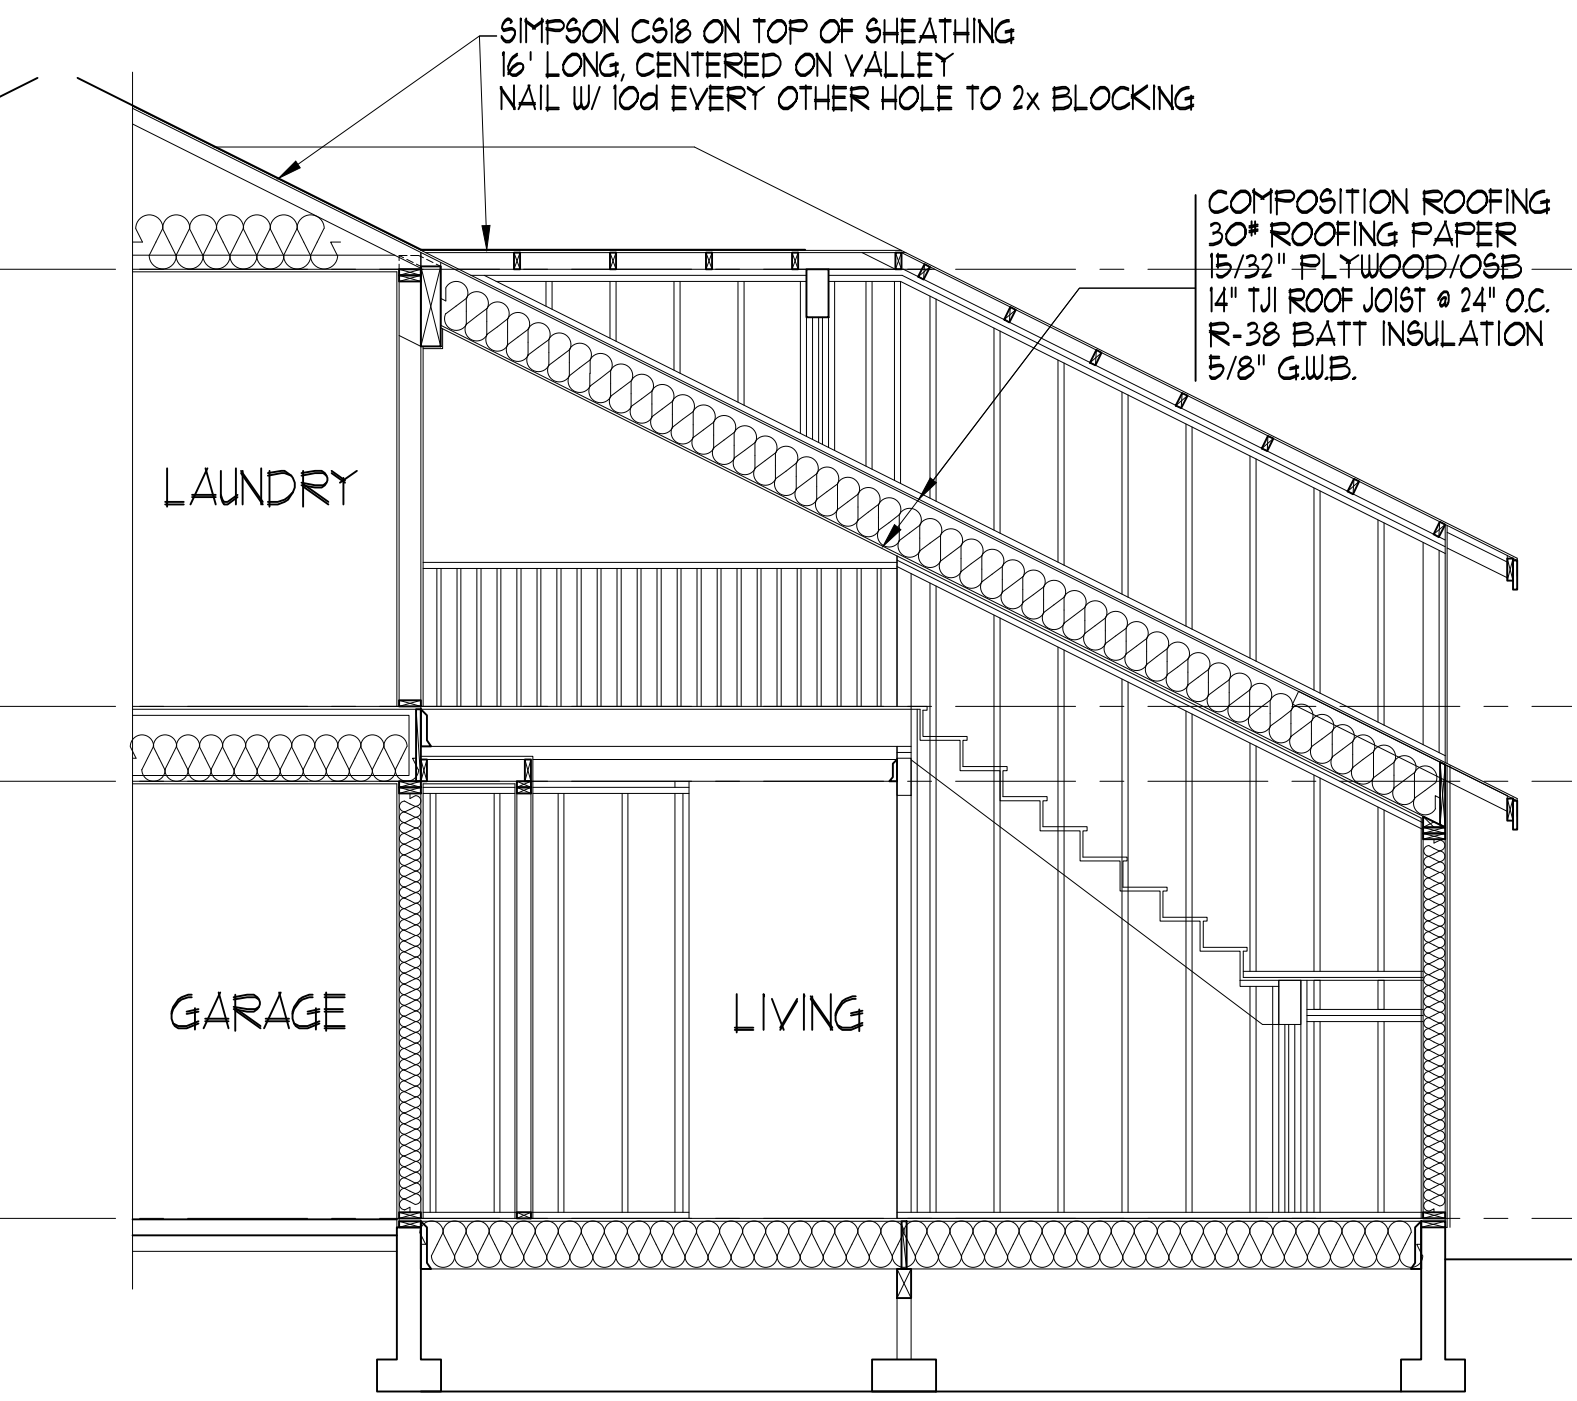 SIMPSON CS18 ON TOP OF SHEATHING
16' LONG, CENTERED ON VALLEY
NAIL W/ 10d EVERY OTHER HOLE TO 2x BLOCKING
COMPOSITION ROOFING
30# ROOFING PAPER
15/32" PLYWOOD/OSB
14" TJI ROOF JOIST @ 24" O.C.
R-38 BATT INSULATION
5/8" G.W.B.
LAUNDRY
GARAGE
LIVING